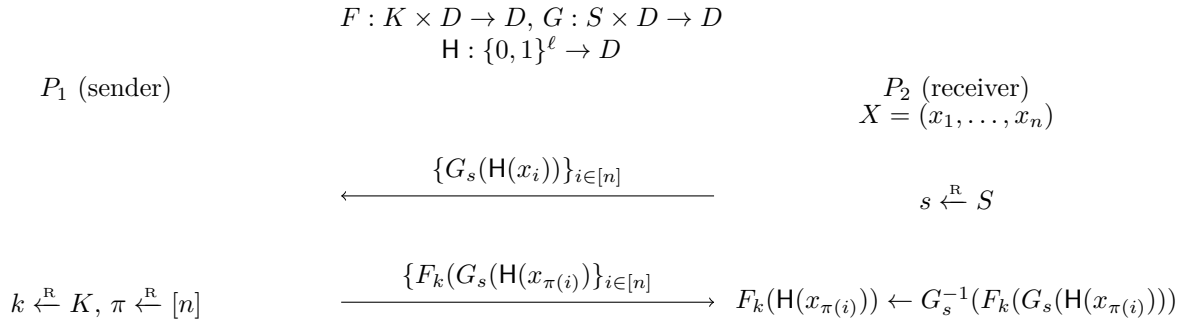 F : K × D → D, G : S × D → D
H : {0, 1}^ℓ → D
P₁ (sender)
P₂ (receiver)
X = (x₁, . . . , xₙ)
{G_s(H(x_i))}_{i∈[n]}
s ←ᴿ S
{F_k(G_s(H(x_{π(i)})}_{i∈[n]}
k ←ᴿ K, π ←ᴿ [n]
F_k(H(x_{π(i)})) ← G_s^{-1}(F_k(G_s(H(x_{π(i)})))